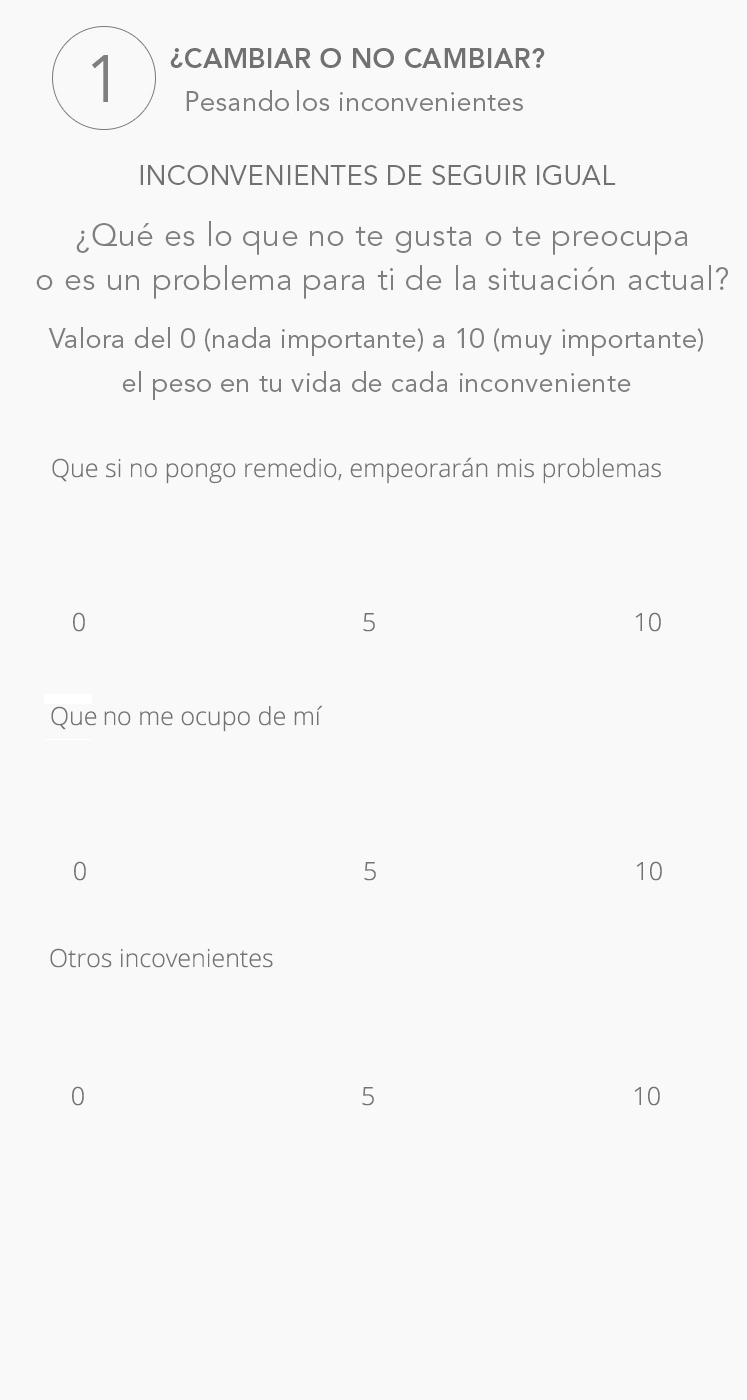 1
¿CAMBIAR O NO CAMBIAR?
Pesando los inconvenientes
INCONVENIENTES DE SEGUIR IGUAL
¿Qué es lo que no te gusta o te preocupa
o es un problema para ti de la situación actual?
Valora del 0 (nada importante) a 10 (muy importante)
el peso en tu vida de cada inconveniente
Que si no pongo remedio, empeorarán mis problemas
0 5 10
Que no me ocupo de mí
0 5 10
Otros incovenientes
0 5 10